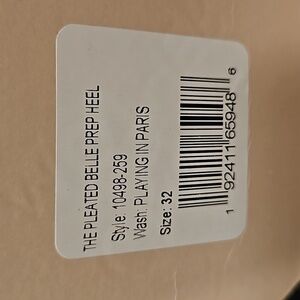 THE PLEATED BELLE PREP HEEL
Style: 10498-259
Wash: PLAYING IN PARIS
Size: 32
1 92411 65948 6